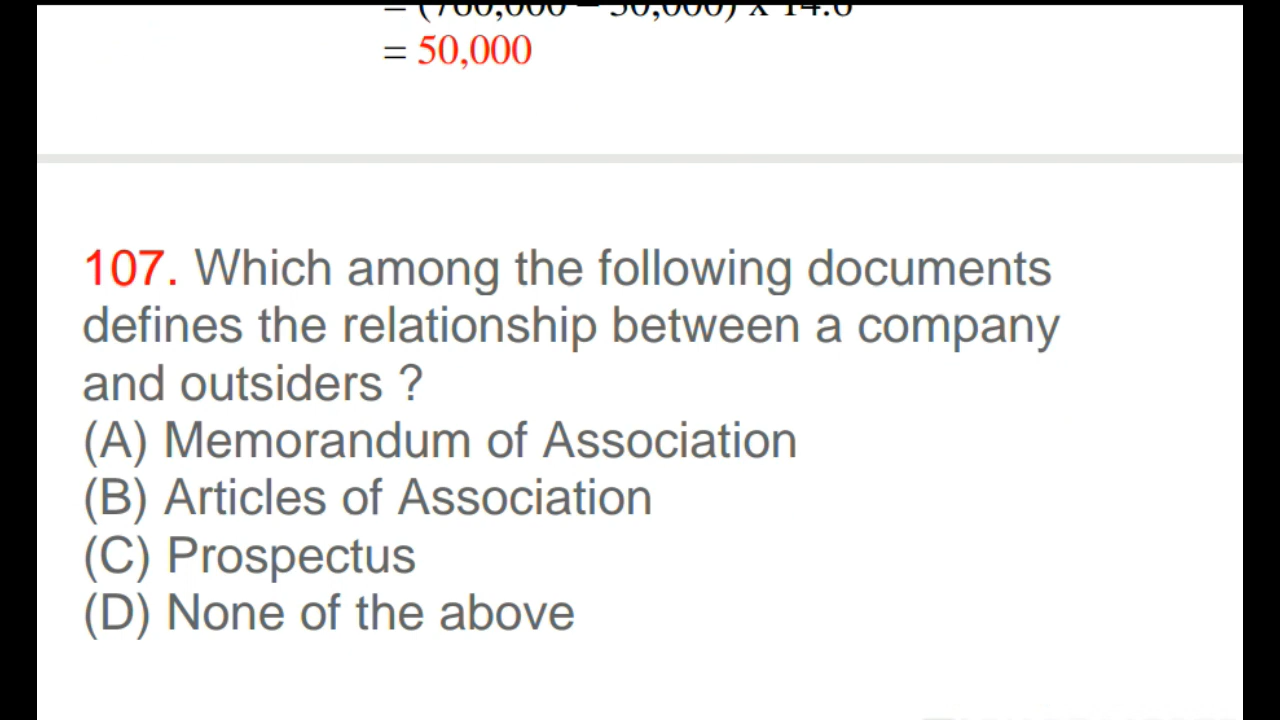 = 50,000
107. Which among the following documents
defines the relationship between a company
and outsiders ?
(A) Memorandum of Association
(B) Articles of Association
(C) Prospectus
(D) None of the above